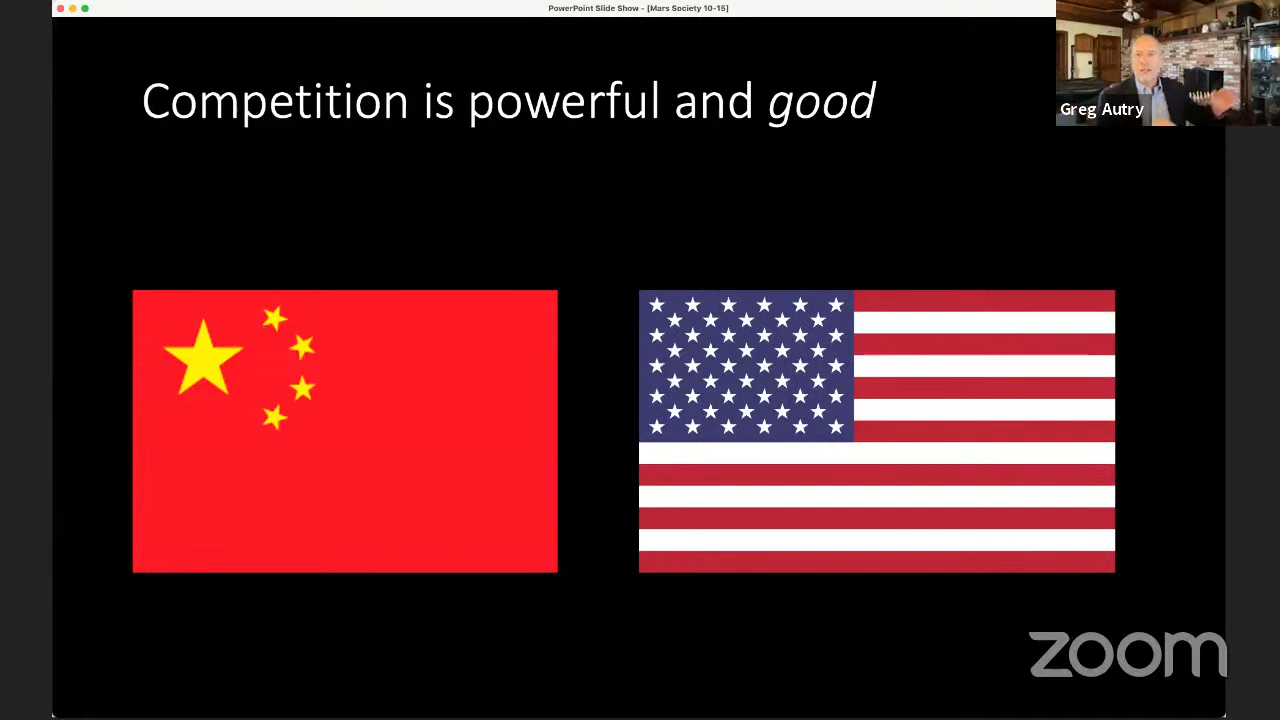 PowerPoint Slide Show - [Mars Society 10-15]
Competition is powerful and good
Greg Autry
zoom